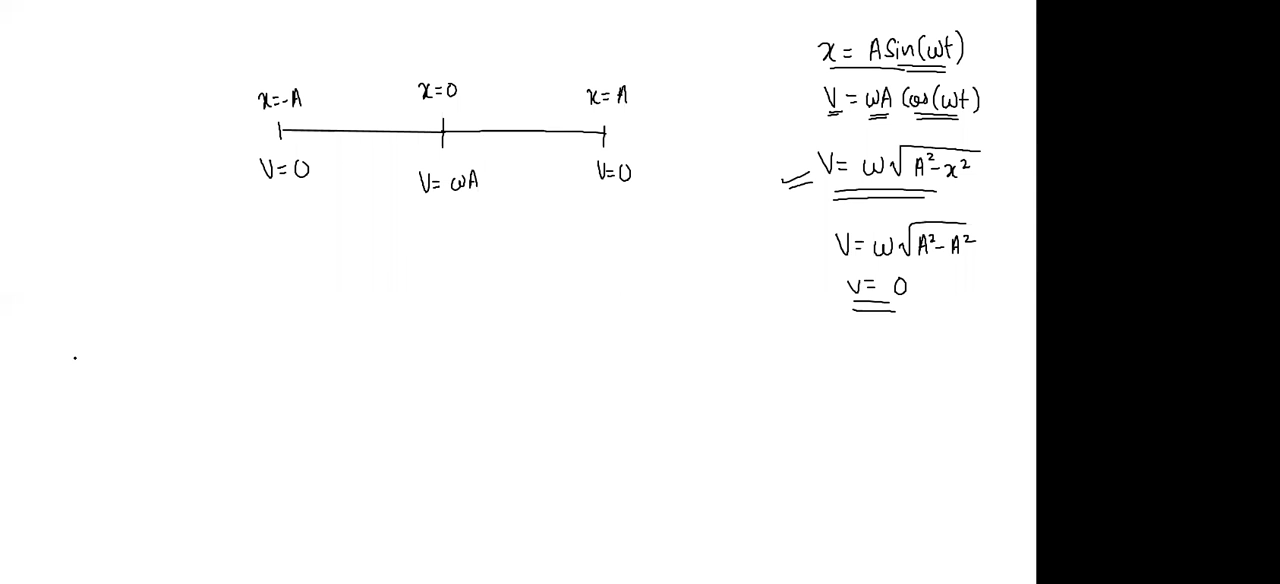 x=-A x=0 x=A
V=0 V=ωA V=0
x= Asin(ωt)
V=ωA Cos(ωt)
V= ω√A²-x²
V=ω√A²-A²
V= 0